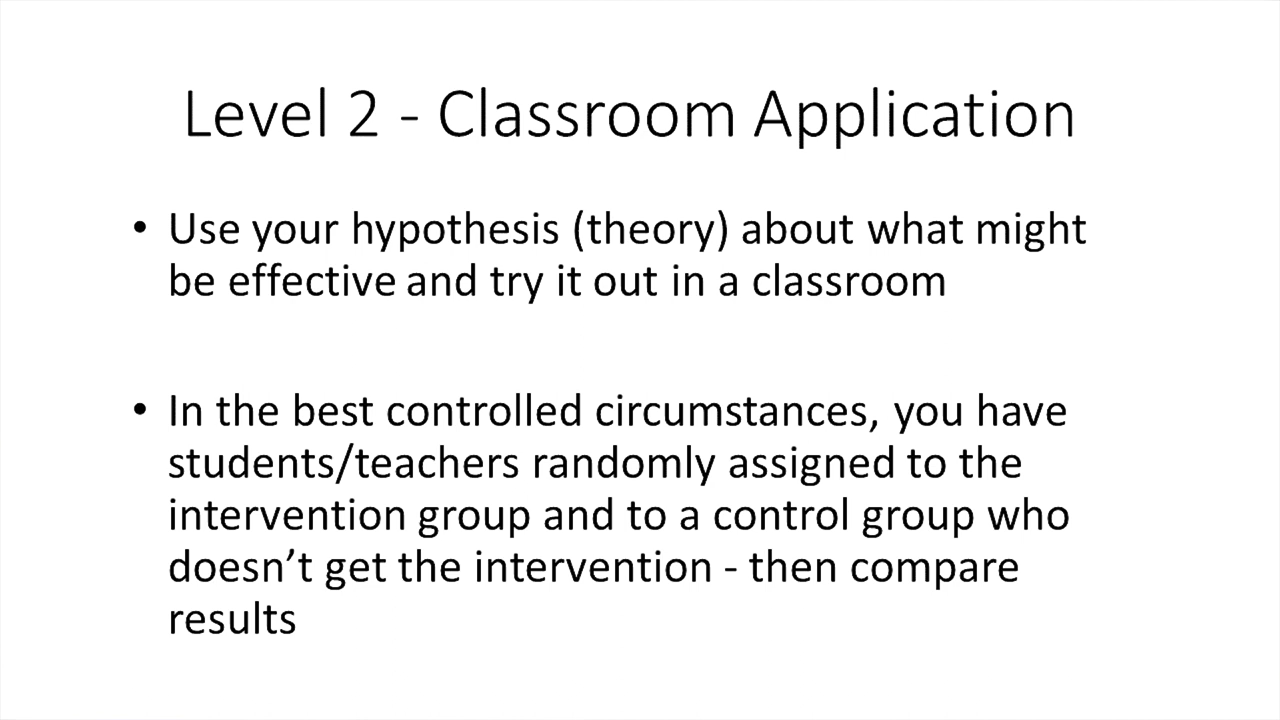 Level 2 - Classroom Application
• Use your hypothesis (theory) about what might
be effective and try it out in a classroom
• In the best controlled circumstances, you have
students/teachers randomly assigned to the
intervention group and to a control group who
doesn’t get the intervention - then compare
results